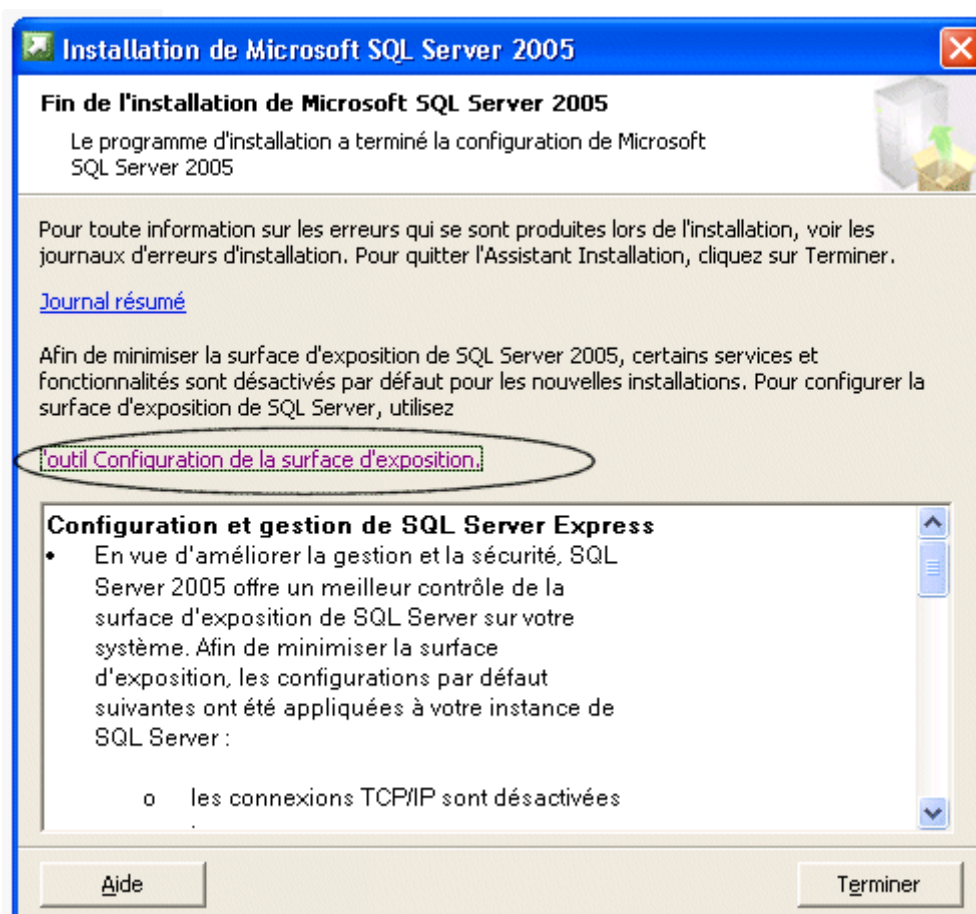 Installation de Microsoft SQL Server 2005
Fin de l'installation de Microsoft SQL Server 2005
Le programme d'installation a terminé la configuration de Microsoft
SQL Server 2005
Pour toute information sur les erreurs qui se sont produites lors de l'installation, voir les
journaux d'erreurs d'installation. Pour quitter l'Assistant Installation, cliquez sur Terminer.
Journal résumé
Afin de minimiser la surface d'exposition de SQL Server 2005, certains services et
fonctionnalités sont désactivés par défaut pour les nouvelles installations. Pour configurer la
surface d'exposition de SQL Server, utilisez
'outil Configuration de la surface d'exposition.
Configuration et gestion de SQL Server Express
• En vue d'améliorer la gestion et la sécurité, SQL
Server 2005 offre un meilleur contrôle de la
surface d'exposition de SQL Server sur votre
système. Afin de minimiser la surface
d'exposition, les configurations par défaut
suivantes ont été appliquées à votre instance de
SQL Server :
o les connexions TCP/IP sont désactivées
Aide
Terminer